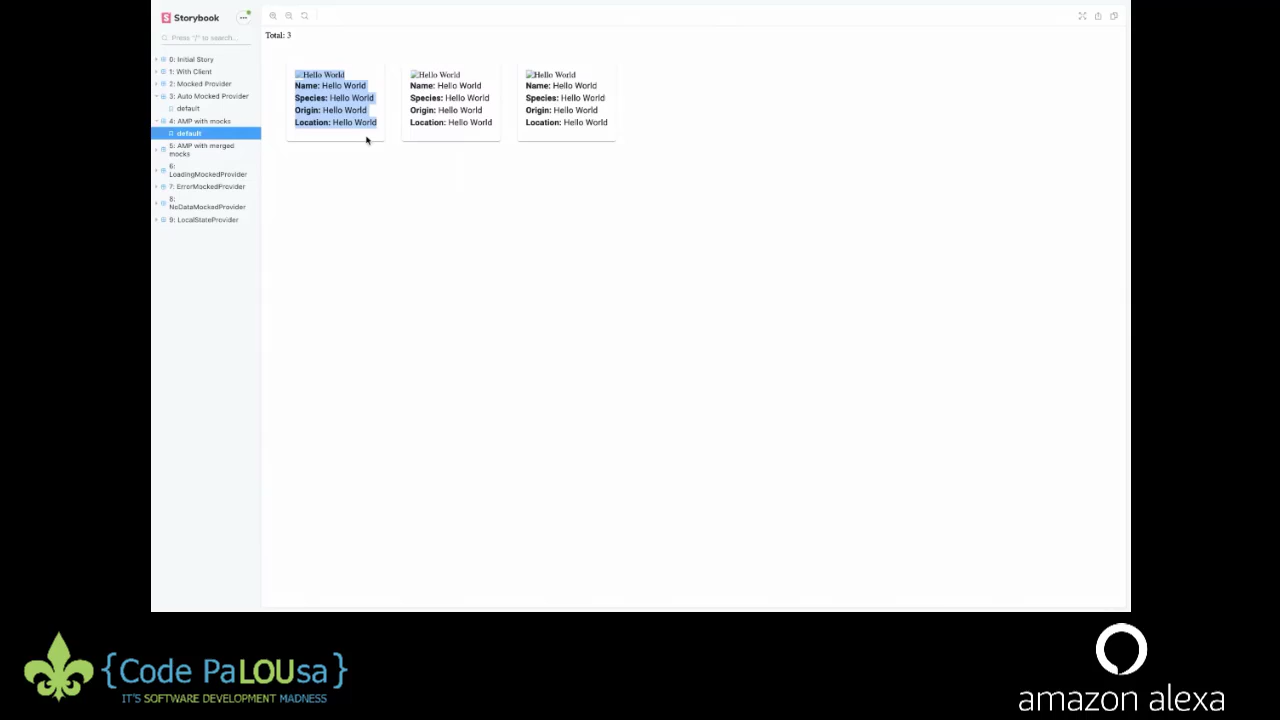 Storybook
Press "/" to search...
0: Initial Story
1: With Client
2: Mocked Provider
3: Auto Mocked Provider
default
4: AMP with mocks
default
5: AMP with merged
mocks
6:
LoadingMockedProvider
7: ErrorMockedProvider
8:
NoDataMockedProvider
9: LocalStateProvider
Total: 3
Hello World
Name: Hello World
Species: Hello World
Origin: Hello World
Location: Hello World
Hello World
Name: Hello World
Species: Hello World
Origin: Hello World
Location: Hello World
Hello World
Name: Hello World
Species: Hello World
Origin: Hello World
Location: Hello World
{Code PaLOUsa}
IT'S SOFTWARE DEVELOPMENT MADNESS
amazon alexa